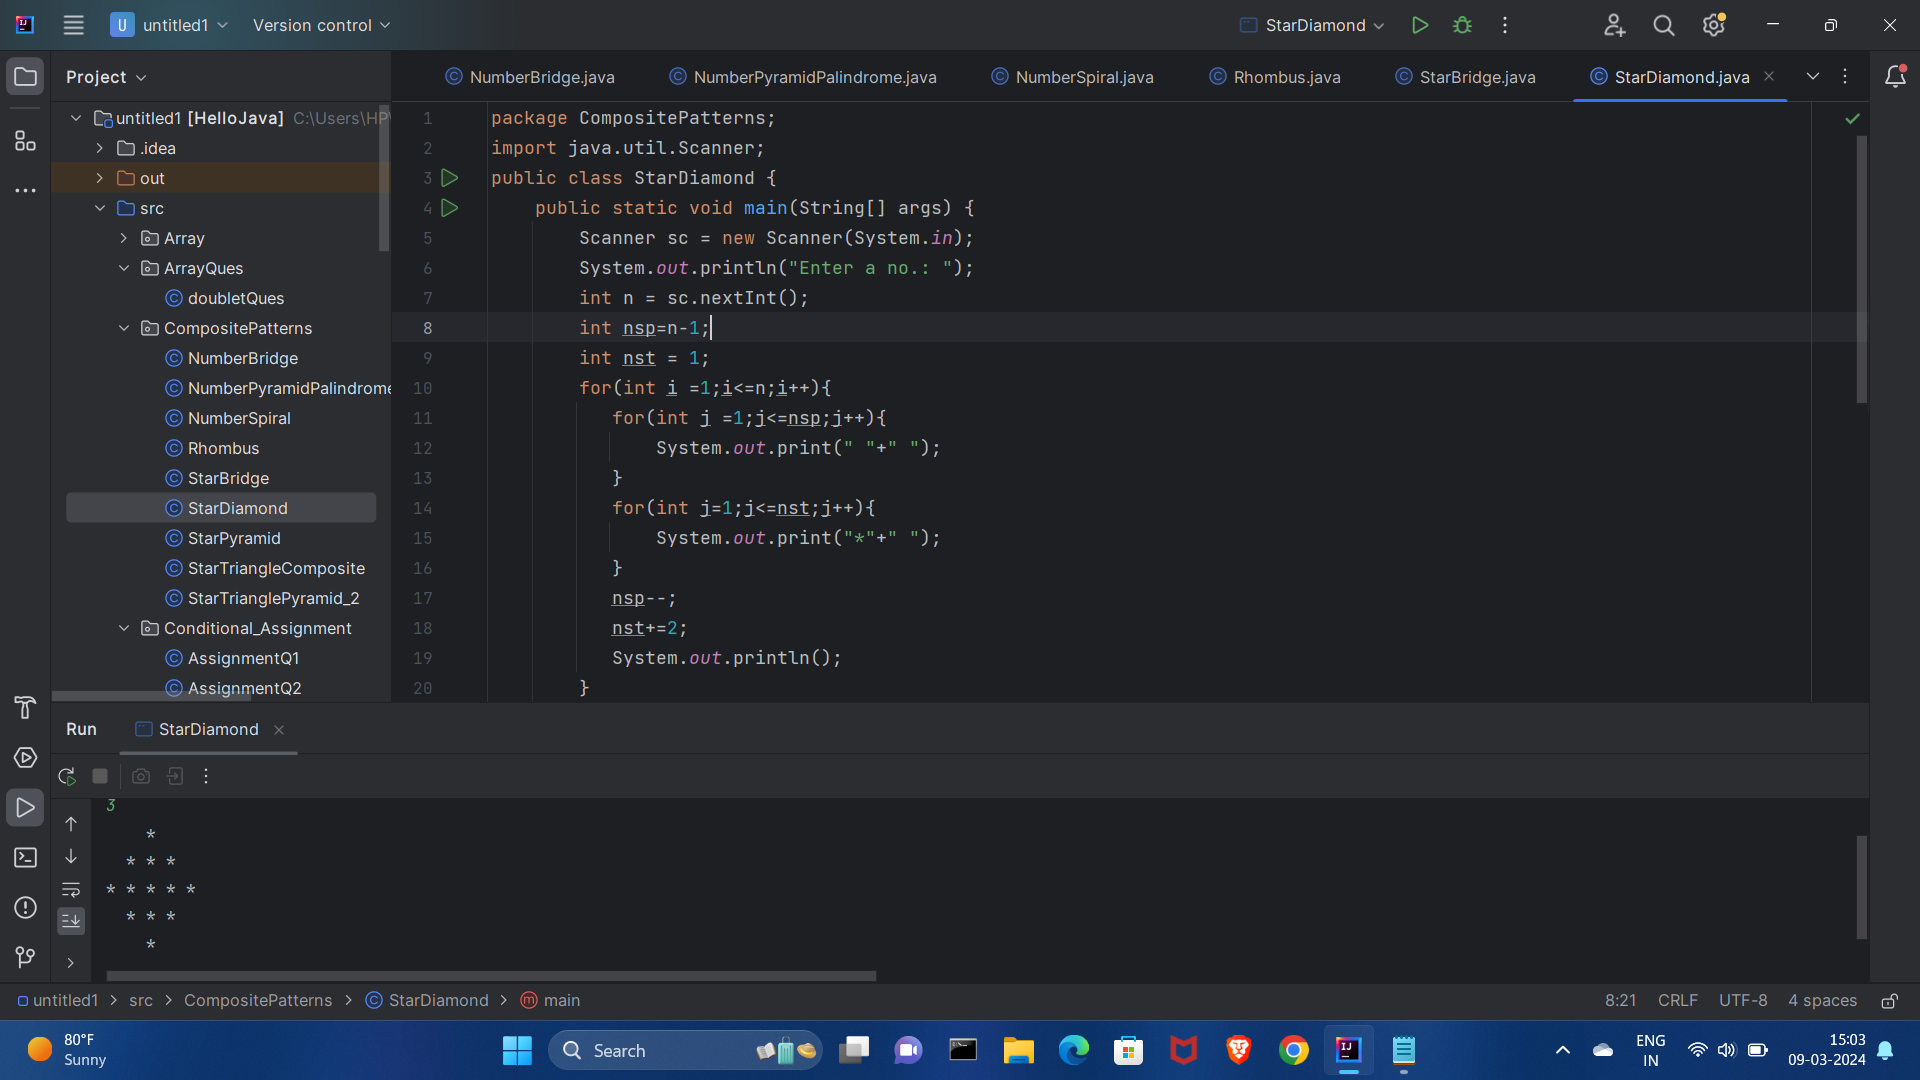 untitled1 Version control StarDiamond
Project NumberBridge.java NumberPyramidPalindrome.java NumberSpiral.java Rhombus.java StarBridge.java StarDiamond.java
untitled1 [HelloJava] C:\Users\HP\
.idea
out
src
Array
ArrayQues
doubletQues
CompositePatterns
NumberBridge
NumberPyramidPalindrome
NumberSpiral
Rhombus
StarBridge
StarDiamond
StarPyramid
StarTriangleComposite
StarTrianglePyramid_2
Conditional_Assignment
AssignmentQ1
AssignmentQ2
1 package CompositePatterns;
2 import java.util.Scanner;
3 public class StarDiamond {
4 public static void main(String[] args) {
5 Scanner sc = new Scanner(System.in);
6 System.out.println("Enter a no.: ");
7 int n = sc.nextInt();
8 int nsp=n-1;
9 int nst = 1;
10 for(int i =1;i<=n;i++){
11 for(int j =1;j<=nsp;j++){
12 System.out.print(" "+" ");
13 }
14 for(int j=1;j<=nst;j++){
15 System.out.print("*"+" ");
16 }
17 nsp--;
18 nst+=2;
19 System.out.println();
20 }
Run StarDiamond
3
*
* * *
* * * * *
* * *
*
untitled1 > src > CompositePatterns > StarDiamond > main 8:21 CRLF UTF-8 4 spaces
80°F
Sunny
Search
ENG
IN
15:03
09-03-2024